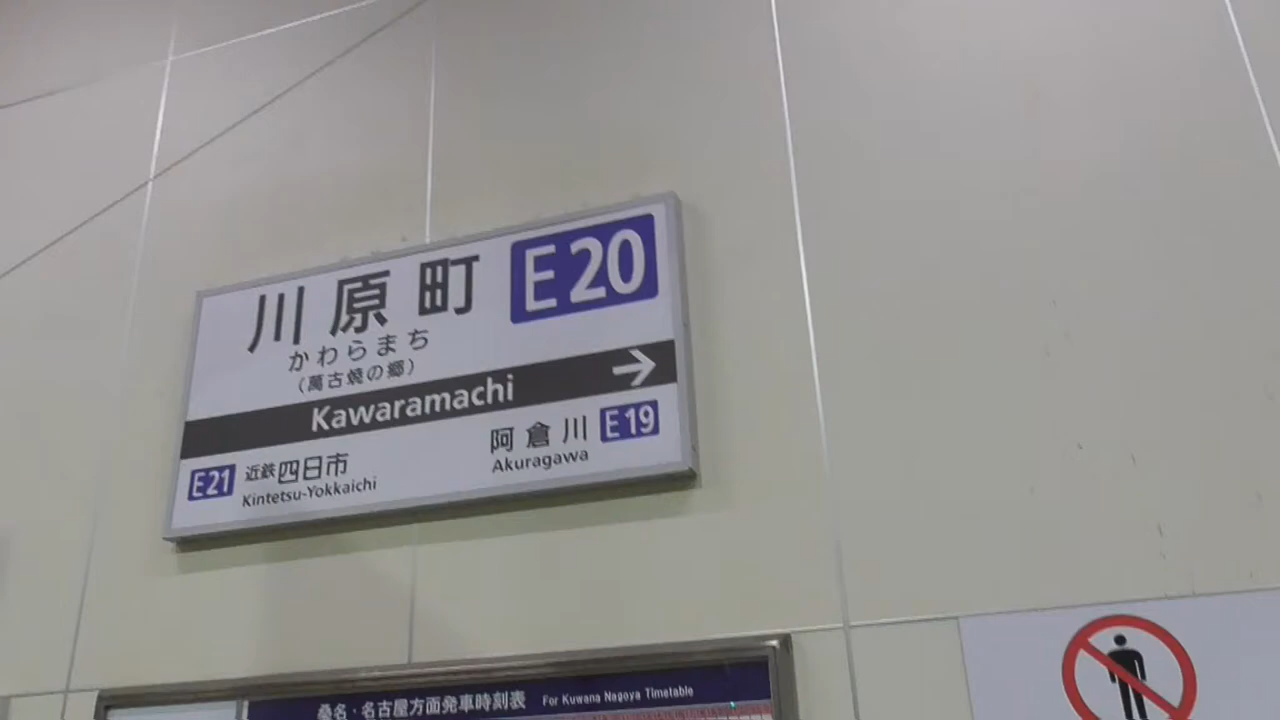 川原町 E20
かわらまち
（萬古焼の郷）
Kawaramachi
E21 近鉄四日市
Kintetsu-Yokkaichi
阿倉川 E19
Akuragawa
桑名・名古屋方面発車時刻表 For Kuwana Nagoya Timetable